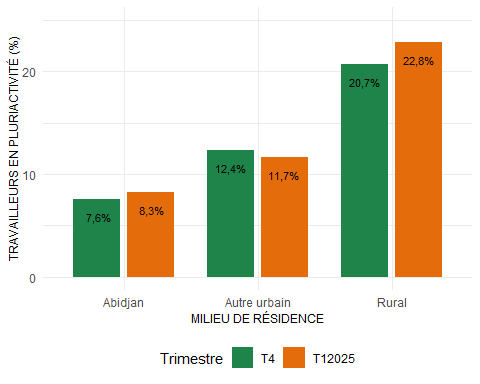 TRAVAILLEURS EN PLURIACTIVITÉ (%)
20
10
0
7,6%
8,3%
12,4%
11,7%
20,7%
22,8%
Abidjan
Autre urbain
Rural
MILIEU DE RÉSIDENCE
Trimestre
T4
T12025